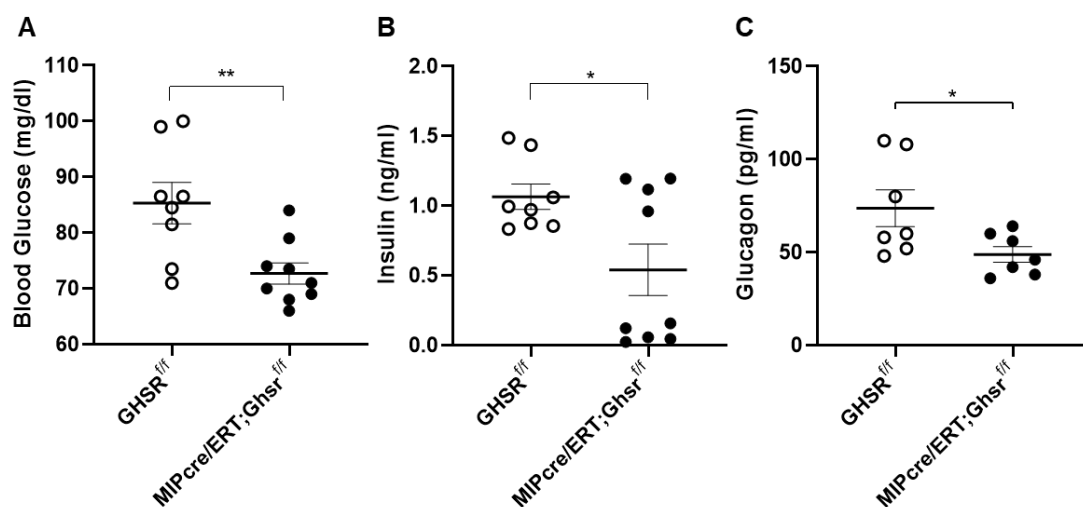 A
Blood Glucose (mg/dl)
110
100
90
80
70
60
**
GHSR^f/f
MIPcre/ERT;Ghsr^f/f
B
Insulin (ng/ml)
2.0
1.5
1.0
0.5
0.0
*
GHSR^f/f
MIPcre/ERT;Ghsr^f/f
C
Glucagon (pg/ml)
150
100
50
0
*
GHSR^f/f
MIPcre/ERT;Ghsr^f/f